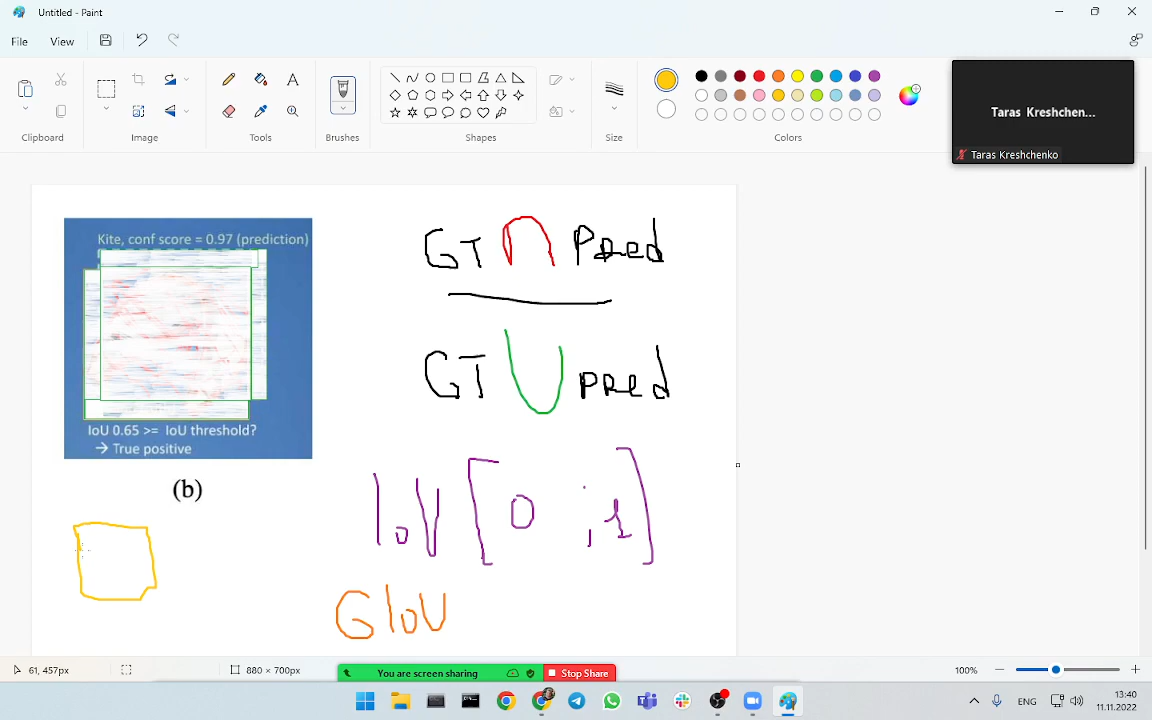 Untitled - Paint
File
View
Clipboard
Image
Tools
Brushes
Shapes
Size
Colors
Taras Kreshchen...
Taras Kreshchenko
Kite, conf score = 0.97 (prediction)
IoU 0.65 >= IoU threshold?
→ True positive
(b)
GT ∩ Pred
GT ∪ pred
IoU [ 0 , 1 ]
GIoU
61, 457px
880 × 700px
You are screen sharing
Stop Share
100%
ENG
13:40
11.11.2022